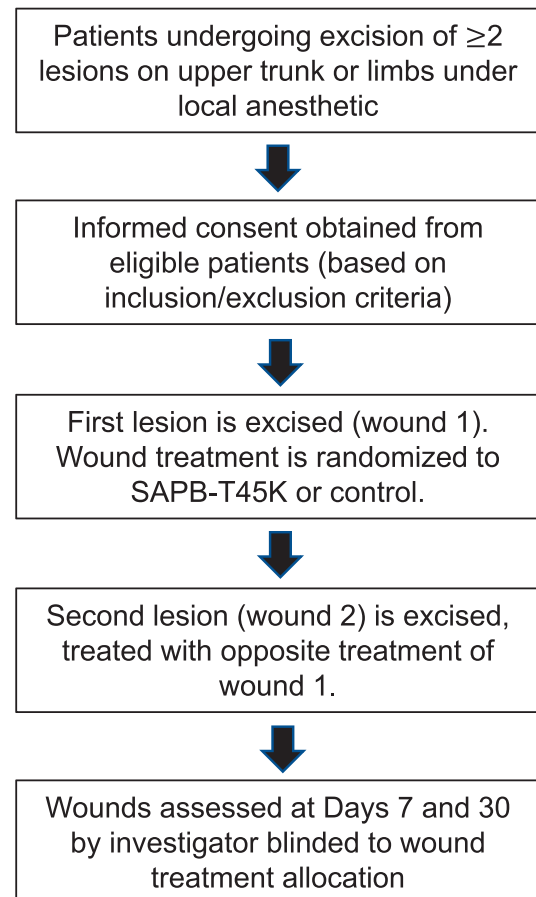 Patients undergoing excision of ≥2
lesions on upper trunk or limbs under
local anesthetic
Informed consent obtained from
eligible patients (based on
inclusion/exclusion criteria)
First lesion is excised (wound 1).
Wound treatment is randomized to
SAPB-T45K or control.
Second lesion (wound 2) is excised,
treated with opposite treatment of
wound 1.
Wounds assessed at Days 7 and 30
by investigator blinded to wound
treatment allocation